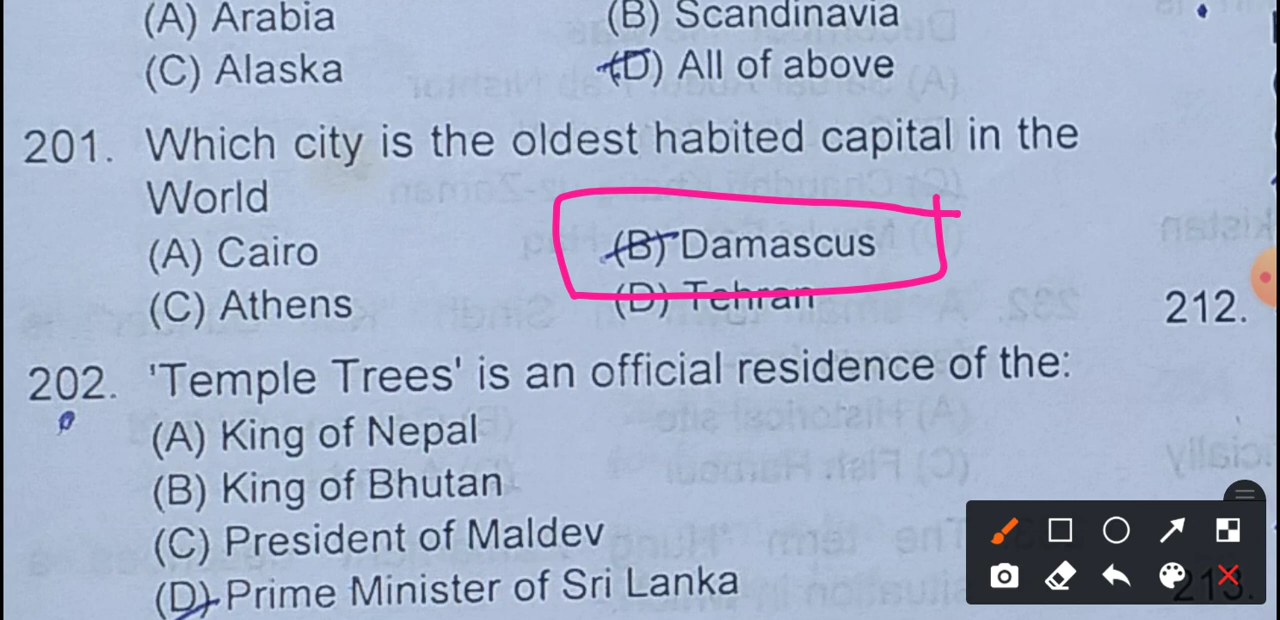 (A) Arabia (B) Scandinavia
(C) Alaska (D) All of above
201. Which city is the oldest habited capital in the
World
(A) Cairo (B) Damascus
(C) Athens (D) Tehran
212.
202. 'Temple Trees' is an official residence of the:
(A) King of Nepal
(B) King of Bhutan
(C) President of Maldev
(D) Prime Minister of Sri Lanka
213.